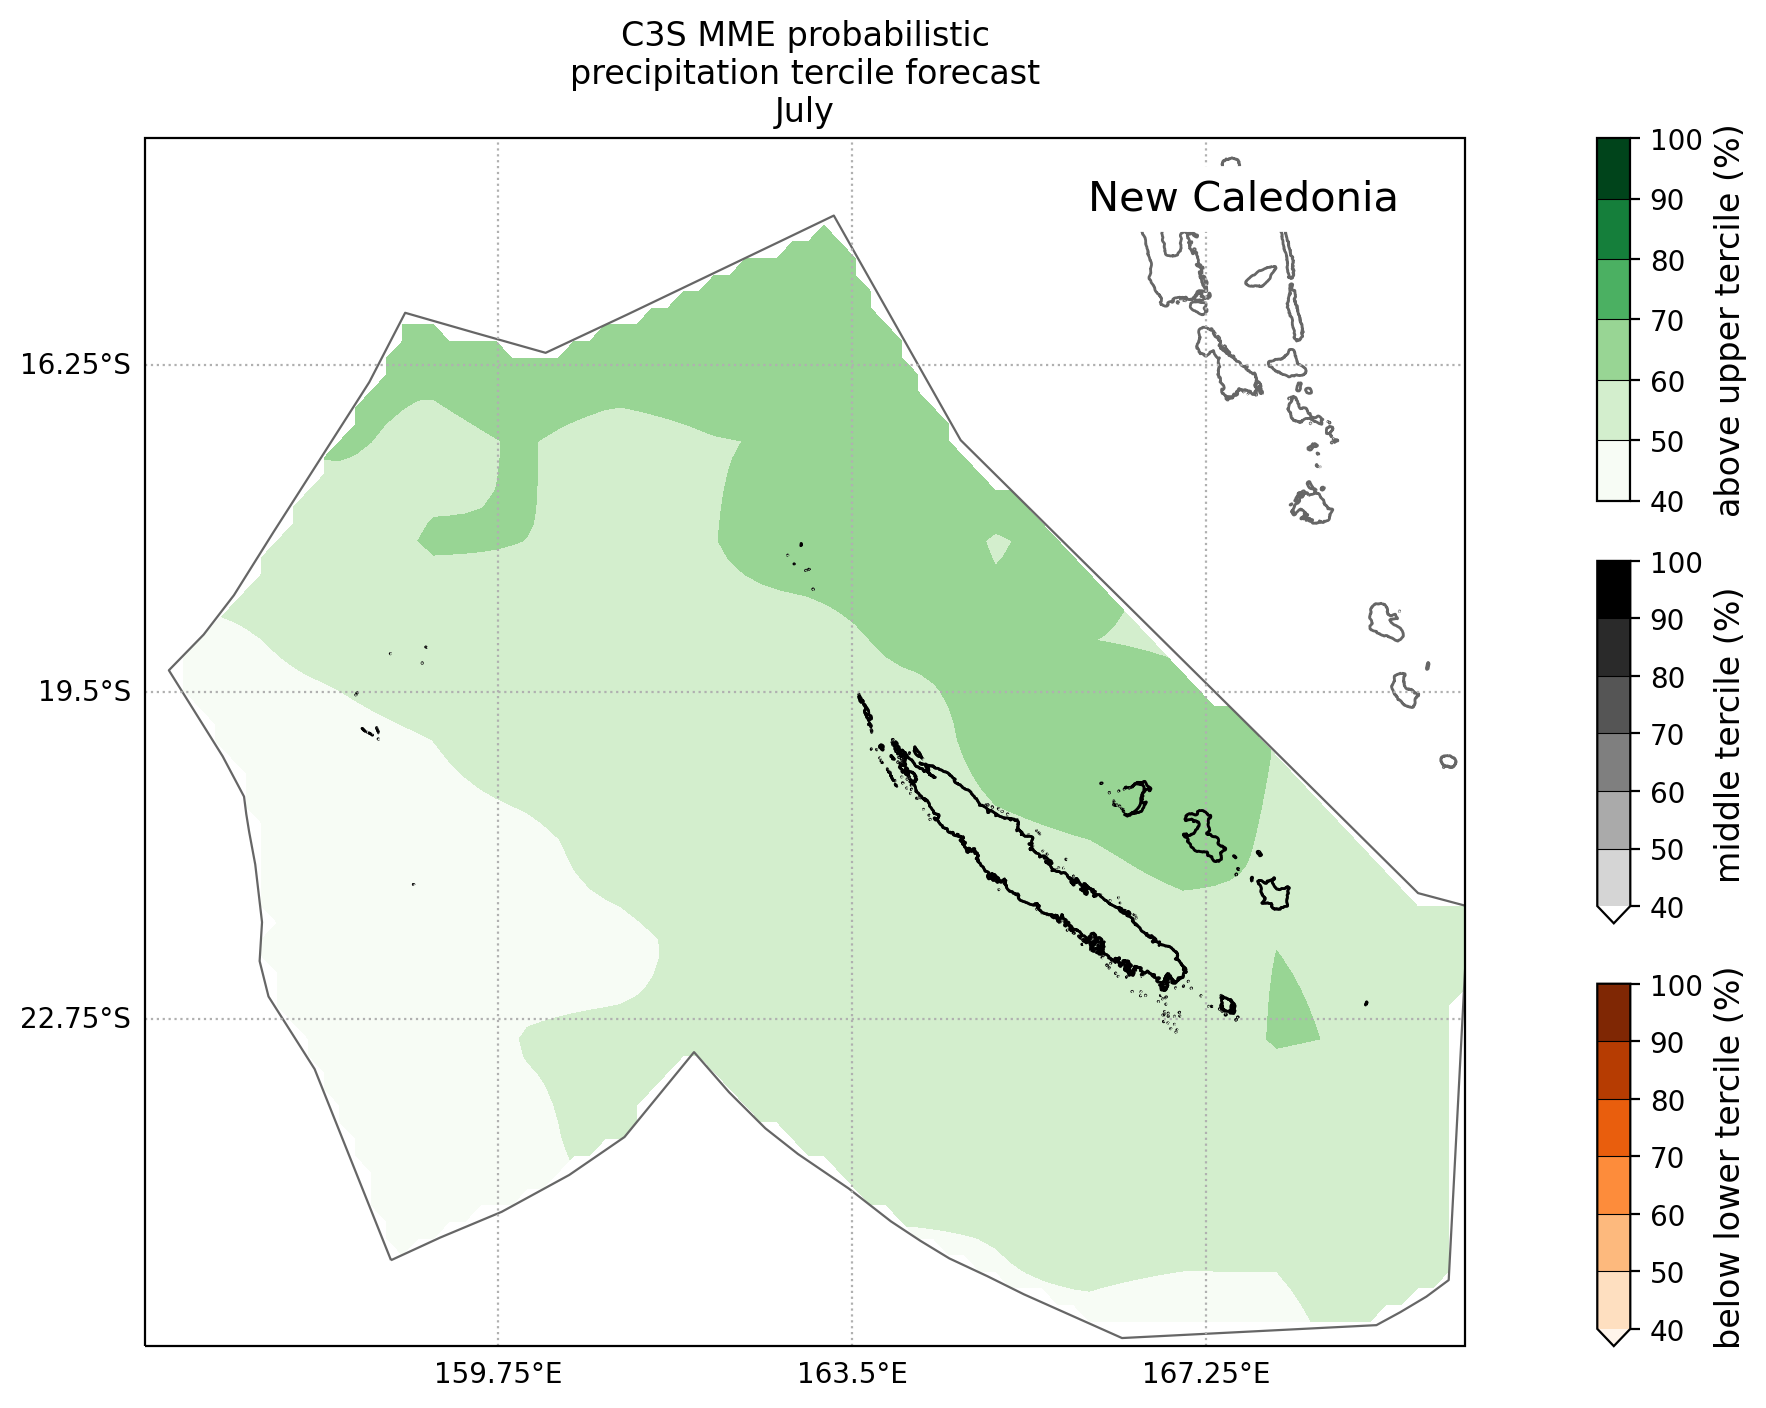 C3S MME probabilistic
precipitation tercile forecast
July
New Caledonia
16.25°S
19.5°S
22.75°S
159.75°E
163.5°E
167.25°E
100
90
80
70
60
50
40
above upper tercile (%)
100
90
80
70
60
50
40
middle tercile (%)
100
90
80
70
60
50
40
below lower tercile (%)